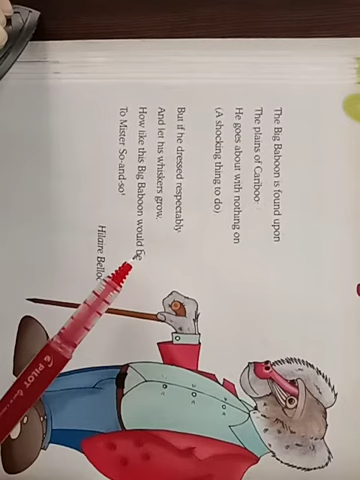 The Big Baboon is found upon
The plains of Cariboo:
He goes about with nothing on
(A shocking thing to do)
But if he dressed respectably
And let his whiskers grow,
How like this Big Baboon would be
To Mister So-and-so!
Hilaire Belloc
PILOT